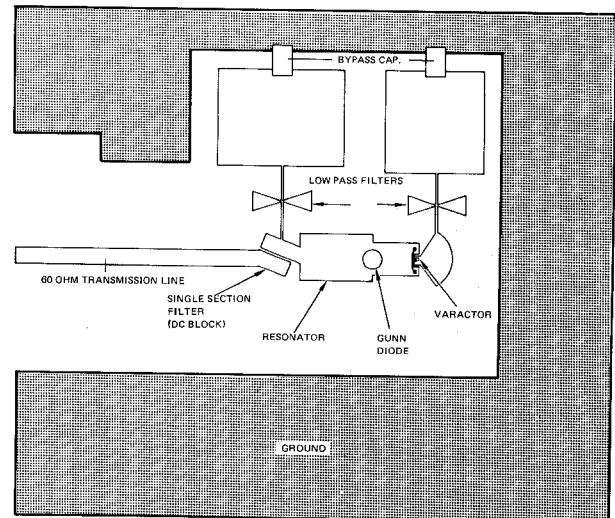 BYPASS CAP.
LOW PASS FILTERS
60 OHM TRANSMISSION LINE
SINGLE SECTION
FILTER
(DC BLOCK)
RESONATOR
GUNN
DIODE
VARACTOR
GROUND